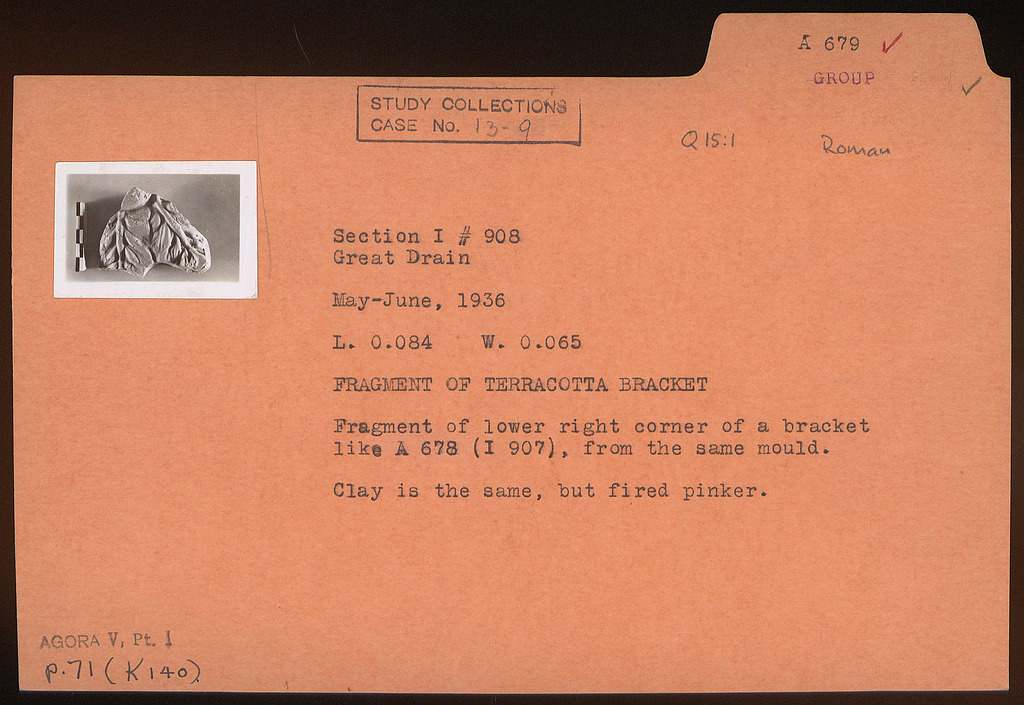 A 679 ✓
GROUP
✓
STUDY COLLECTIONS
CASE No. 13-9
Q 15:1
Roman
Section I # 908
Great Drain
May-June, 1936
L. 0.084 W. 0.065
FRAGMENT OF TERRACOTTA BRACKET
Fragment of lower right corner of a bracket
like A 678 (I 907), from the same mould.
Clay is the same, but fired pinker.
AGORA V, Pt. 1
p.71 (K 140)